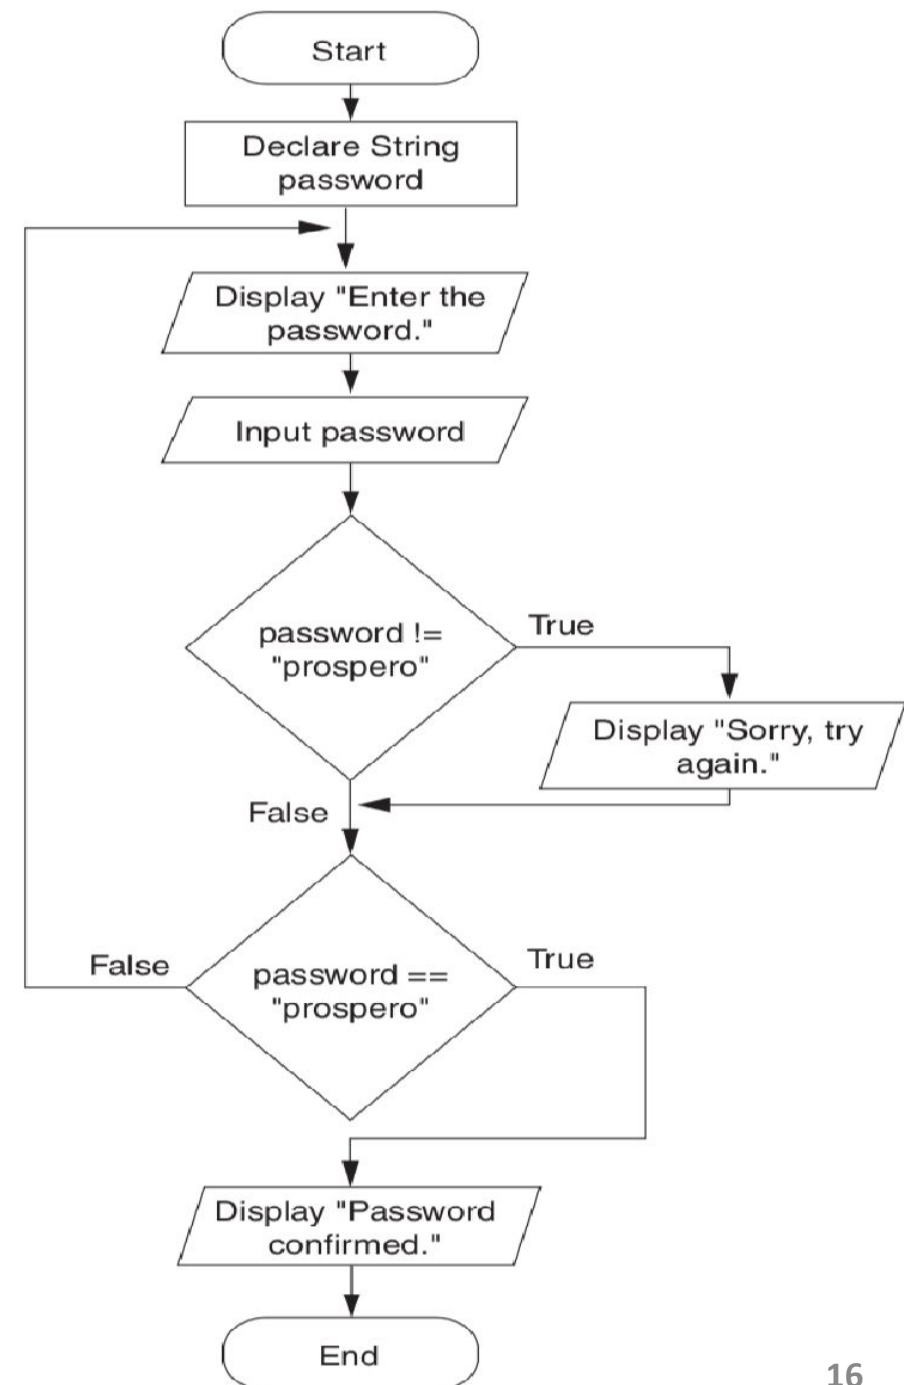 Start
Declare String
password
Display "Enter the
password."
Input password
password !=
"prospero"
True
Display "Sorry, try
again."
False
password ==
"prospero"
False
True
Display "Password
confirmed."
End
16